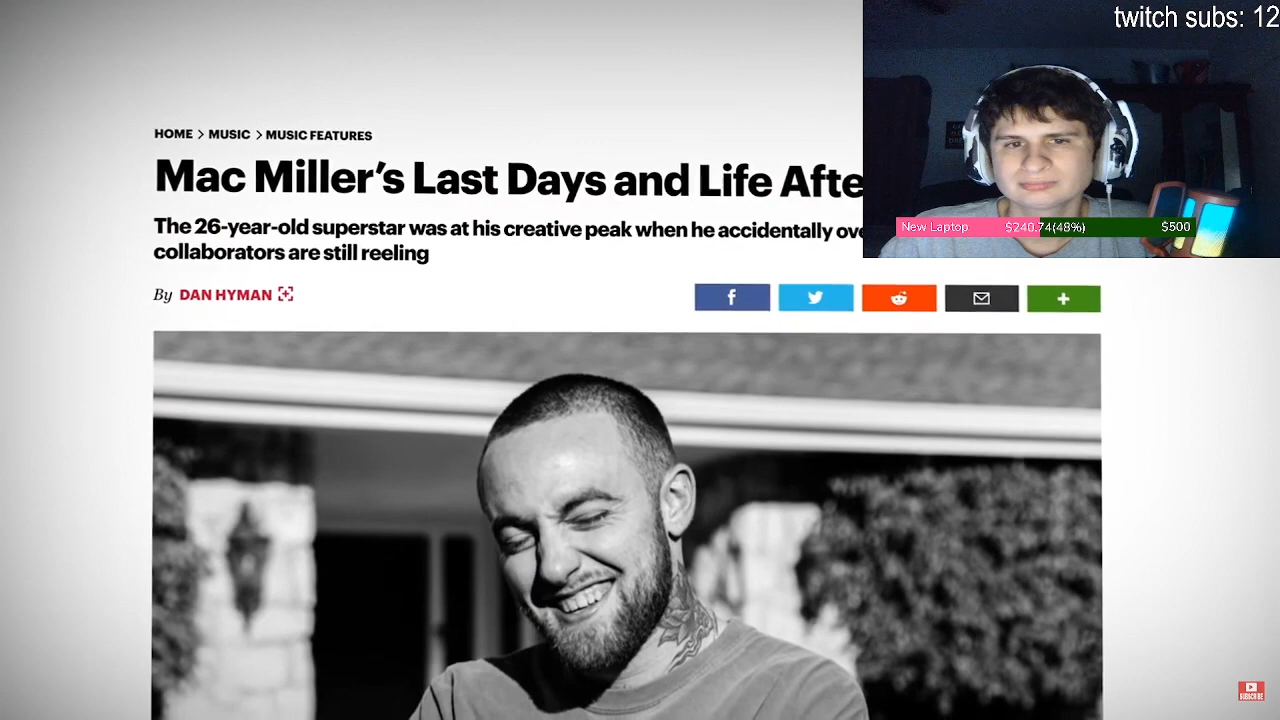 twitch subs: 12
HOME > MUSIC > MUSIC FEATURES
Mac Miller's Last Days and Life Afte
The 26-year-old superstar was at his creative peak when he accidentally ove
collaborators are still reeling
By DAN HYMAN
New Laptop $240.74(48%) $500
SUBSCRIBE